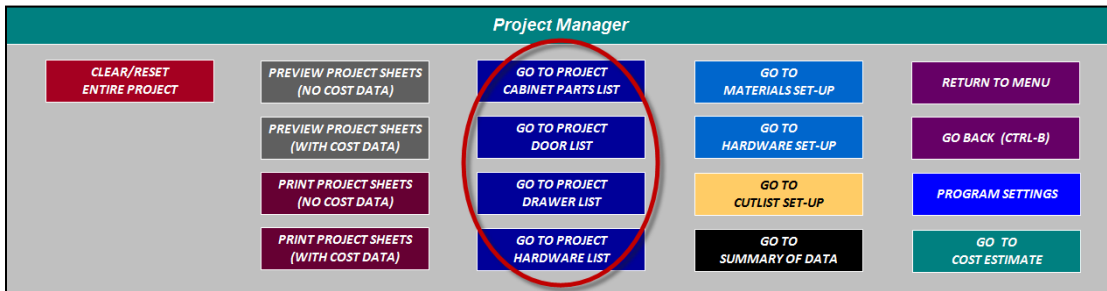 Project Manager
CLEAR/RESET
ENTIRE PROJECT
PREVIEW PROJECT SHEETS
(NO COST DATA)
GO TO PROJECT
CABINET PARTS LIST
GO TO
MATERIALS SET-UP
RETURN TO MENU
PREVIEW PROJECT SHEETS
(WITH COST DATA)
GO TO PROJECT
DOOR LIST
GO TO
HARDWARE SET-UP
GO BACK (CTRL-B)
PRINT PROJECT SHEETS
(NO COST DATA)
GO TO PROJECT
DRAWER LIST
GO TO
CUTLIST SET-UP
PROGRAM SETTINGS
PRINT PROJECT SHEETS
(WITH COST DATA)
GO TO PROJECT
HARDWARE LIST
GO TO
SUMMARY OF DATA
GO TO
COST ESTIMATE